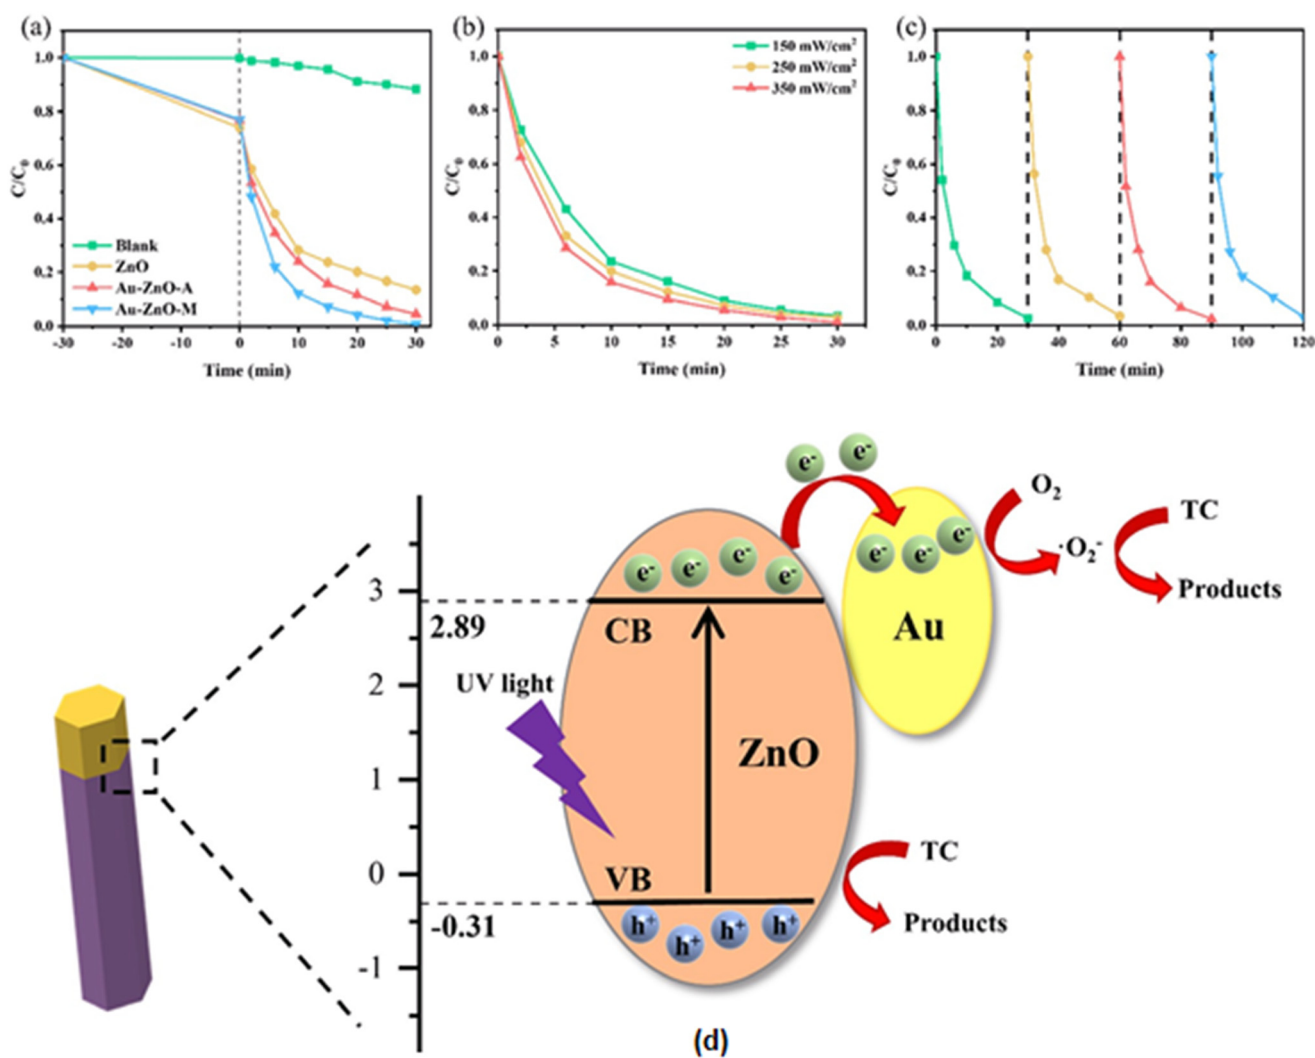 (a)
C/C₀
1.0
0.8
0.6
0.4
0.2
0.0
Blank
ZnO
Au-ZnO-A
Au-ZnO-M
-30 -20 -10 0 10 20 30
Time (min)
(b)
C/C₀
1.0
0.8
0.6
0.4
0.2
0.0
150 mW/cm²
250 mW/cm²
350 mW/cm²
0 5 10 15 20 25 30
Time (min)
(c)
C/C₀
1.0
0.8
0.6
0.4
0.2
0.0
0 20 40 60 80 100 120
Time (min)
e⁻ e⁻
O₂
TC
·O₂⁻
Products
e⁻ e⁻ e⁻
Au
e⁻ e⁻ e⁻ e⁻
3
2.89
CB
UV light
2
ZnO
1
0
VB
TC
-0.31
h⁺ h⁺ h⁺ h⁺
Products
-1
(d)